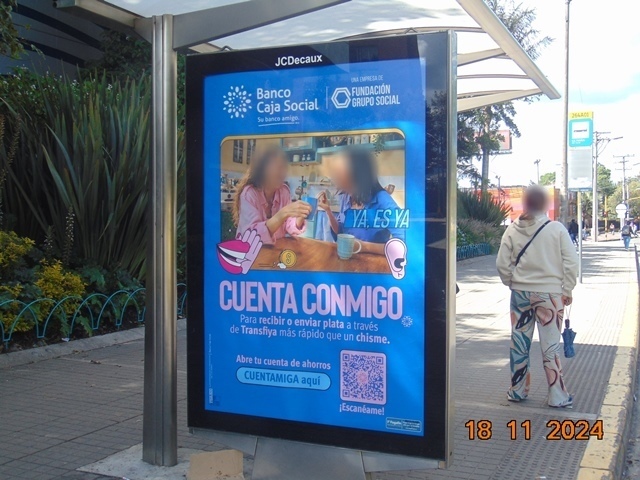 JCDecaux
Banco
Caja Social
Su banco amigo.
UNA EMPRESA DE
FUNDACIÓN
GRUPO SOCIAL
YA. ES YA
CUENTA CONMIGO
Para recibir o enviar plata a través
de Transfiya más rápido que un chisme.
Abre tu cuenta de ahorros
CUENTAMIGA aquí
¡Escanéame!
18 11 2024